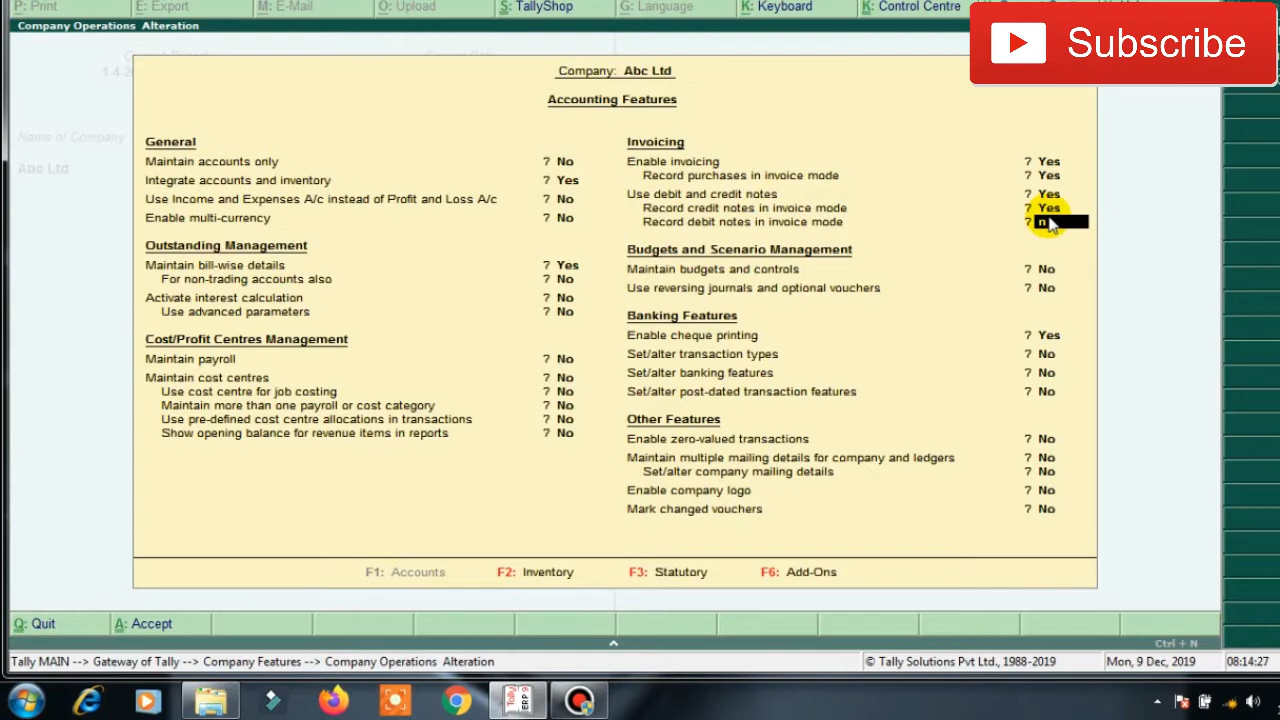 P: Print E: Export M: E-Mail O: Upload S: TallyShop G: Language K: Keyboard K: Control Centre
Company Operations Alteration
Subscribe
Company: Abc Ltd
Accounting Features
Name of Company
Abc Ltd
General
Maintain accounts only ? No
Integrate accounts and inventory ? Yes
Use Income and Expenses A/c instead of Profit and Loss A/c ? No
Enable multi-currency ? No
Outstanding Management
Maintain bill-wise details ? Yes
For non-trading accounts also ? No
Activate interest calculation ? No
Use advanced parameters ? No
Cost/Profit Centres Management
Maintain payroll ? No
Maintain cost centres ? No
Use cost centre for job costing ? No
Maintain more than one payroll or cost category ? No
Use pre-defined cost centre allocations in transactions ? No
Show opening balance for revenue items in reports ? No
Invoicing
Enable invoicing ? Yes
Record purchases in invoice mode ? Yes
Use debit and credit notes ? Yes
Record credit notes in invoice mode ? Yes
Record debit notes in invoice mode ? n
Budgets and Scenario Management
Maintain budgets and controls ? No
Use reversing journals and optional vouchers ? No
Banking Features
Enable cheque printing ? Yes
Set/alter transaction types ? No
Set/alter banking features ? No
Set/alter post-dated transaction features ? No
Other Features
Enable zero-valued transactions ? No
Maintain multiple mailing details for company and ledgers ? No
Set/alter company mailing details ? No
Enable company logo ? No
Mark changed vouchers ? No
F1: Accounts F2: Inventory F3: Statutory F6: Add-Ons
Q: Quit A: Accept
Ctrl + N
Tally MAIN --> Gateway of Tally --> Company Features --> Company Operations Alteration © Tally Solutions Pvt Ltd., 1988-2019 Mon, 9 Dec, 2019 08:14:27
Tally ERP 9